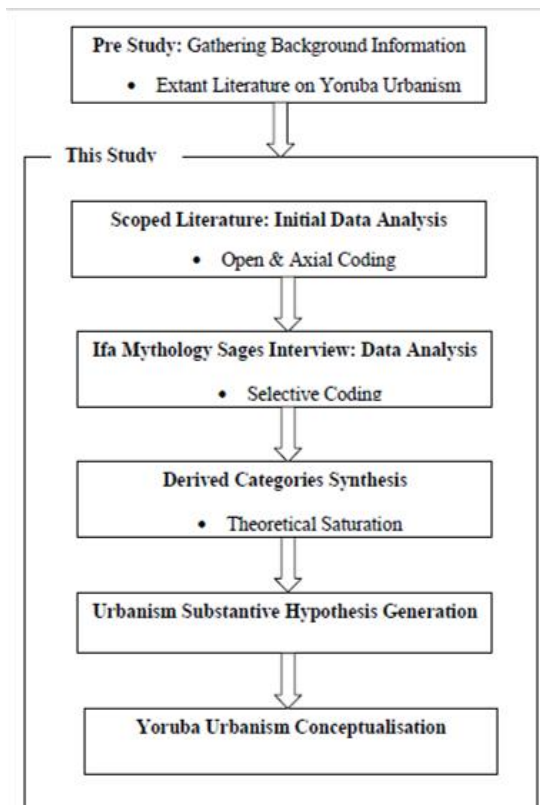 Pre Study: Gathering Background Information
• Extant Literature on Yoruba Urbanism
This Study
Scoped Literature: Initial Data Analysis
• Open & Axial Coding
Ifa Mythology Sages Interview: Data Analysis
• Selective Coding
Derived Categories Synthesis
• Theoretical Saturation
Urbanism Substantive Hypothesis Generation
Yoruba Urbanism Conceptualisation